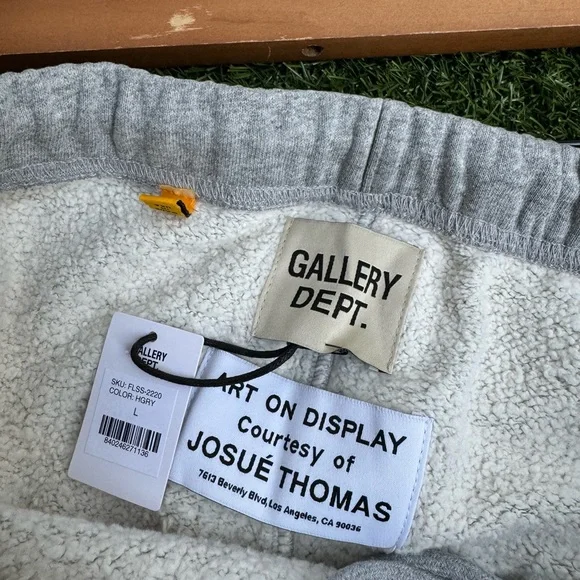 GALLERY
DEPT.
ALLERY
DEPT.
SKU: FLSS-2220
COLOR: HGRY
L
840246271136
ART ON DISPLAY
Courtesy of
JOSUÉ THOMAS
7613 Beverly Blvd, Los Angeles, CA 90036